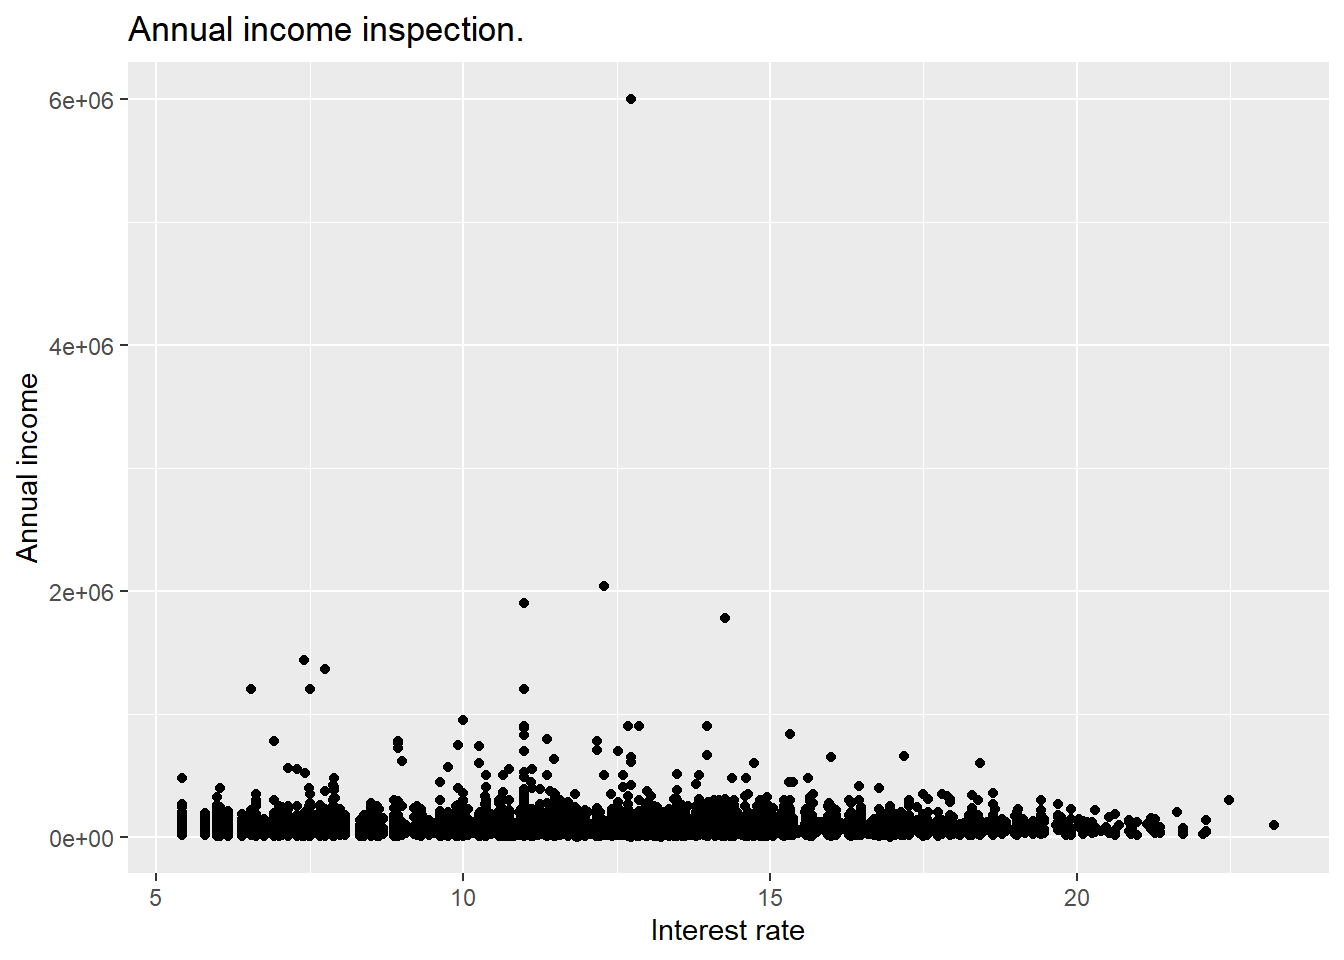 Annual income inspection.
6e+06
4e+06
2e+06
0e+00
Annual income
5 10 15 20
Interest rate